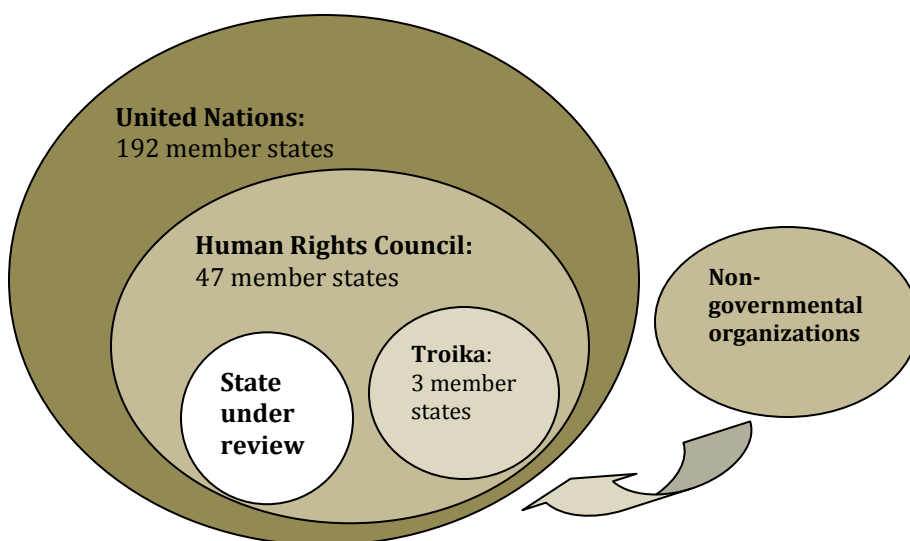 United Nations:
192 member states
Human Rights Council:
47 member states
State
under
review
Troika:
3 member
states
Non-
governmental
organizations